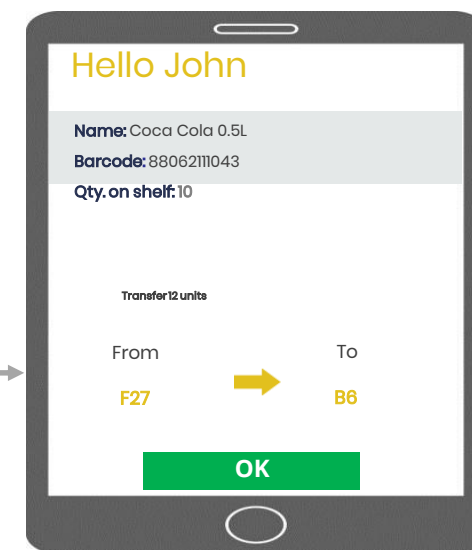 Hello John
Name: Coca Cola 0.5L
Barcode: 88062111043
Qty. on shelf: 10
Transfer 12 units
From To
F27 B6
OK